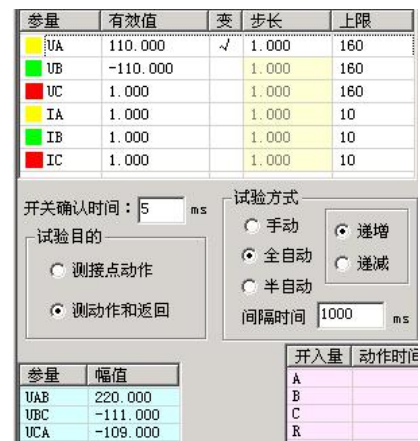 参量 有效值 变 步长 上限
UA 110.000 √ 1.000 160
UB -110.000 1.000 160
UC 1.000 1.000 160
IA 1.000 1.000 10
IB 1.000 1.000 10
IC 1.000 1.000 10
开关确认时间：5 ms
试验目的
测接点动作
测动作和返回
试验方式
手动
全自动
半自动
递增
递减
间隔时间 1000 ms
参量 幅值
UAB 220.000
UBC -111.000
UCA -109.000
开入量 动作时间
A
B
C
R